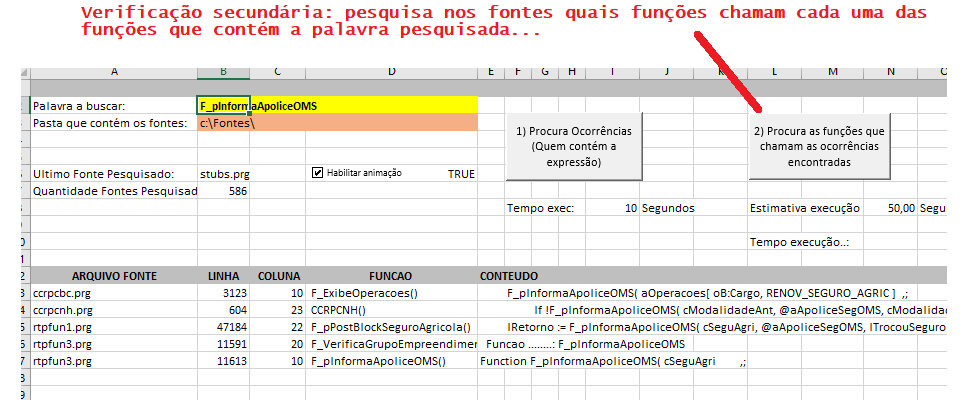 Verificação secundária: pesquisa nos fontes quais funções chamam cada uma das
funções que contém a palavra pesquisada...
A B C D E F G H I J K L M N O
Palavra a buscar: F_pInformaApoliceOMS
Pasta que contém os fontes: c:\Fontes\
1) Procura Ocorrências
(Quem contém a
expressão)
2) Procura as funções que
chamam as ocorrências
encontradas
Ultimo Fonte Pesquisado: stubs.prg Habilitar animação TRUE
Quantidade Fontes Pesquisad 586
Tempo exec: 10 Segundos Estimativa execução 50,00 Segu
Tempo execução..:
ARQUIVO FONTE LINHA COLUNA FUNCAO CONTEUDO
ccrpcbc.prg 3123 10 F_ExibeOperacoes() F_pInformaApoliceOMS( aOperacoes[ oB:Cargo, RENOV_SEGURO_AGRIC ] ,;
ccrpcnh.prg 604 23 CCRPCNH() If !F_pInformaApoliceOMS( cModalidadeAnt, @aApoliceSegOMS, cModalidad
rtpfun1.prg 47184 22 F_pPostBlockSeguroAgricola() lRetorno := F_pInformaApoliceOMS( cSeguAgri, @aApoliceSegOMS, lTrocouSeguro
rtpfun3.prg 11591 20 F_VerificaGrupoEmpreendimer Funcao ........: F_pInformaApoliceOMS
rtpfun3.prg 11613 10 F_pInformaApoliceOMS() Function F_pInformaApoliceOMS( cSeguAgri ,;